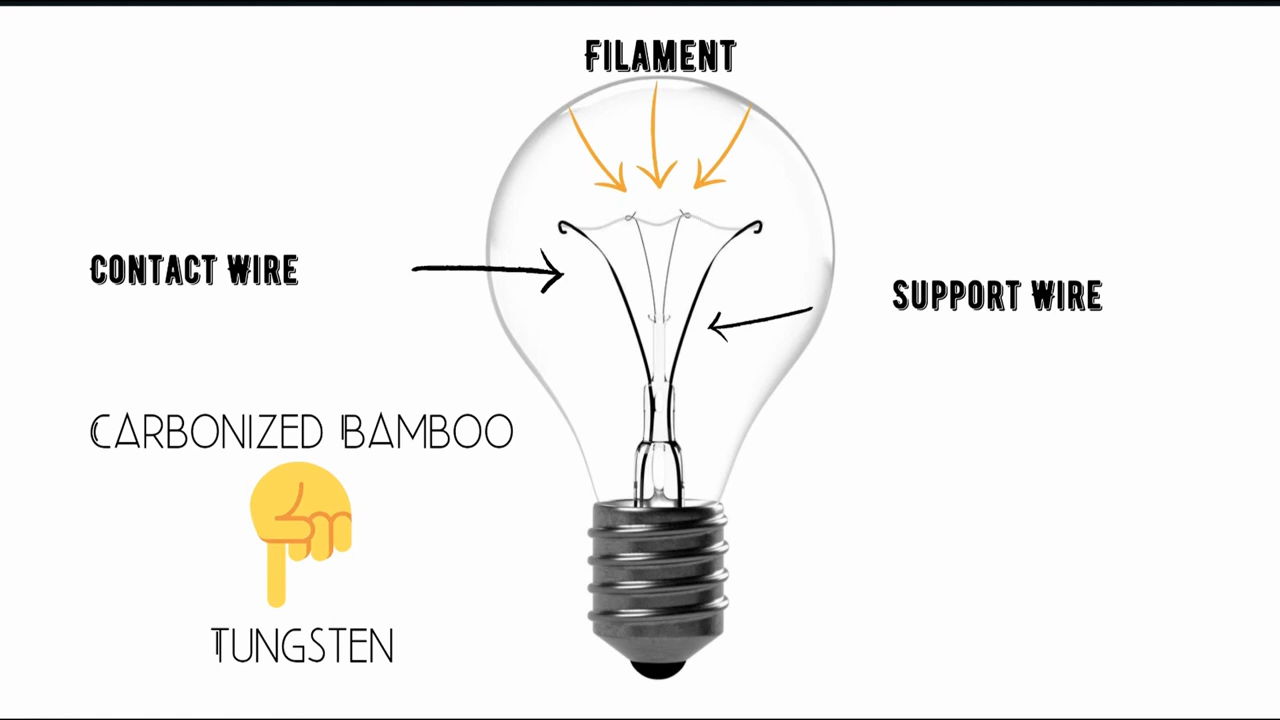 FILAMENT
CONTACT WIRE
SUPPORT WIRE
CARBONIZED BAMBOO
TUNGSTEN